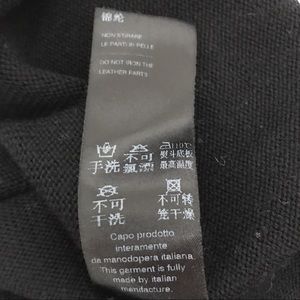 锦纶
NON STIRARE
LE PARTI IN PELLE
DO NOT IRON THE
LEATHER PARTS
110℃
手洗 不可 熨斗底板
氯漂 最高温度
不可 不可转
干洗 笼干燥
Capo prodotto
interamente
da manodopera italiana
This garment is fully
made by italian
manufacture.